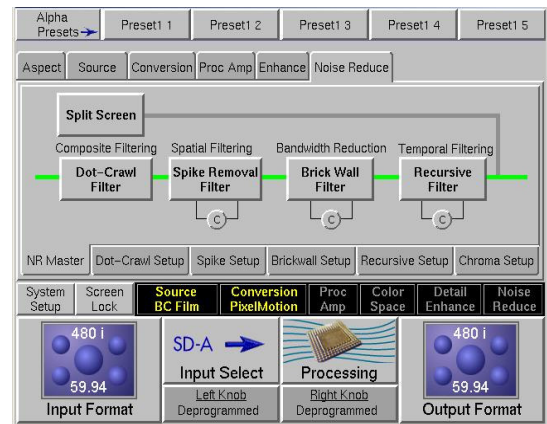 Alpha
Presets
Preset1 1
Preset1 2
Preset1 3
Preset1 4
Preset1 5
Aspect
Source
Conversion
Proc Amp
Enhance
Noise Reduce
Split Screen
Composite Filtering
Spatial Filtering
Bandwidth Reduction
Temporal Filtering
Dot-Crawl
Filter
Spike Removal
Filter
Brick Wall
Filter
Recursive
Filter
C
C
C
NR Master
Dot-Crawl Setup
Spike Setup
Brickwall Setup
Recursive Setup
Chroma Setup
System
Setup
Screen
Lock
Source
BC Film
Conversion
PixelMotion
Proc
Amp
Color
Space
Detail
Enhance
Noise
Reduce
480 i
59.94
Input Format
SD-A
Input Select
Left Knob
Deprogrammed
Processing
Right Knob
Deprogrammed
480 i
59.94
Output Format